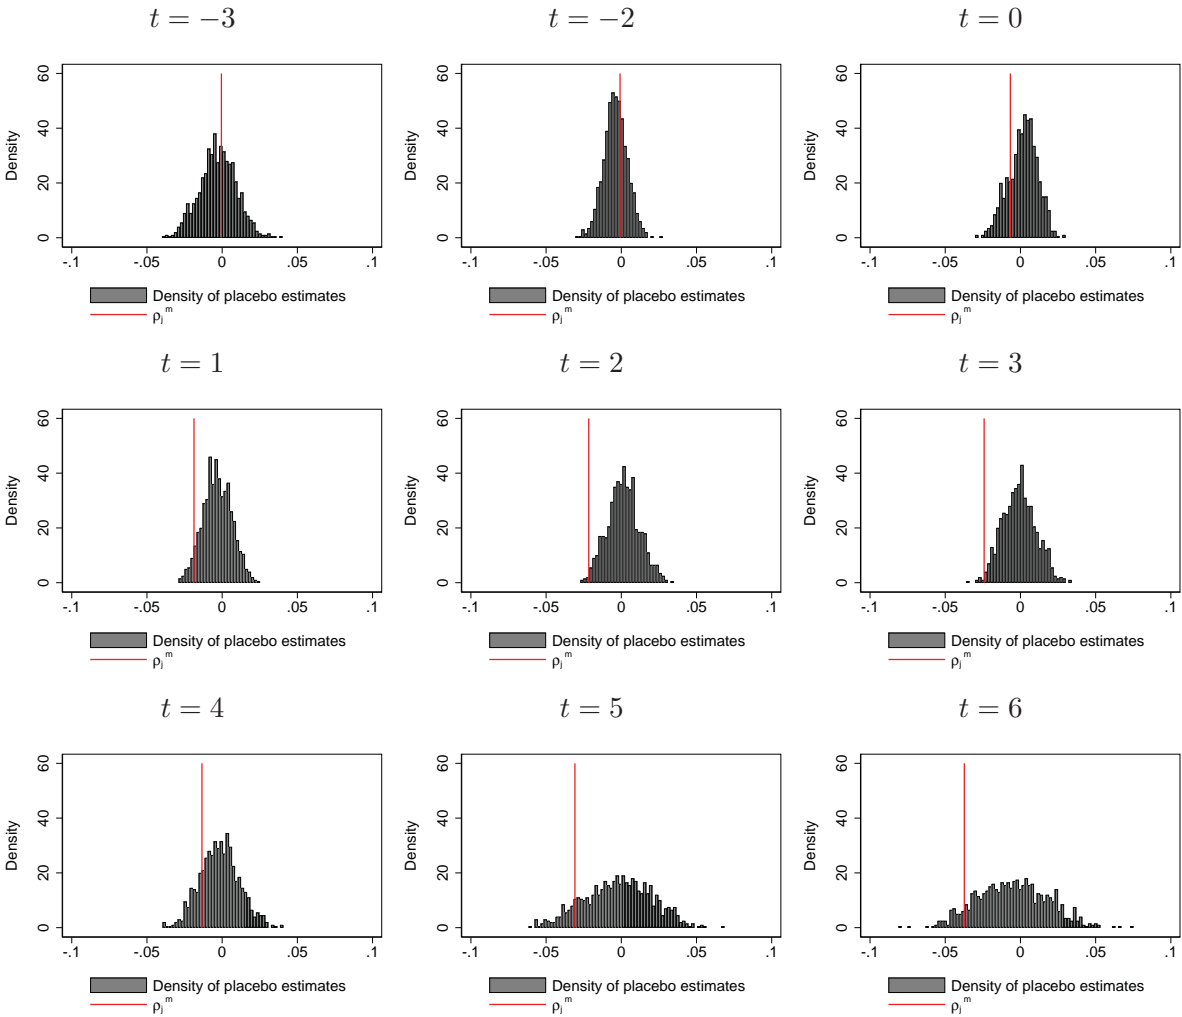 t = −3
t = −2
t = 0
Density
0 20 40 60
-.1 -.05 0 .05 .1
Density of placebo estimates
ρj m
Density
0 20 40 60
-.1 -.05 0 .05 .1
Density of placebo estimates
ρj m
Density
0 20 40 60
-.1 -.05 0 .05 .1
Density of placebo estimates
ρj m
t = 1
t = 2
t = 3
Density
0 20 40 60
-.1 -.05 0 .05 .1
Density of placebo estimates
ρj m
Density
0 20 40 60
-.1 -.05 0 .05 .1
Density of placebo estimates
ρj m
Density
0 20 40 60
-.1 -.05 0 .05 .1
Density of placebo estimates
ρj m
t = 4
t = 5
t = 6
Density
0 20 40 60
-.1 -.05 0 .05 .1
Density of placebo estimates
ρj m
Density
0 20 40 60
-.1 -.05 0 .05 .1
Density of placebo estimates
ρj m
Density
0 20 40 60
-.1 -.05 0 .05 .1
Density of placebo estimates
ρj m